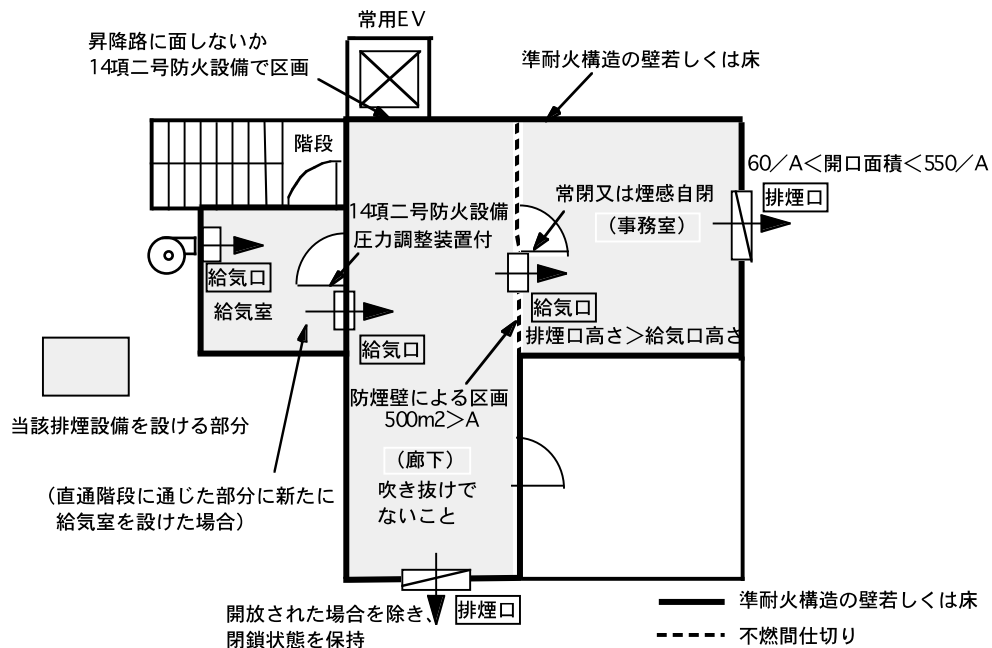 常用EV
昇降路に面しないか
14項二号防火設備で区画
準耐火構造の壁若しくは床
階段
60／A＜開口面積＜550／A
排煙口
常閉又は煙感自閉
（事務室）
14項二号防火設備
圧力調整装置付
給気口
給気室
給気口
排煙口高さ＞給気口高さ
給気口
防煙壁による区画
500m2＞A
当該排煙設備を設ける部分
（廊下）
吹き抜けで
ないこと
（直通階段に通じた部分に新たに
給気室を設けた場合）
開放された場合を除き、
閉鎖状態を保持
排煙口
準耐火構造の壁若しくは床
不燃間仕切り